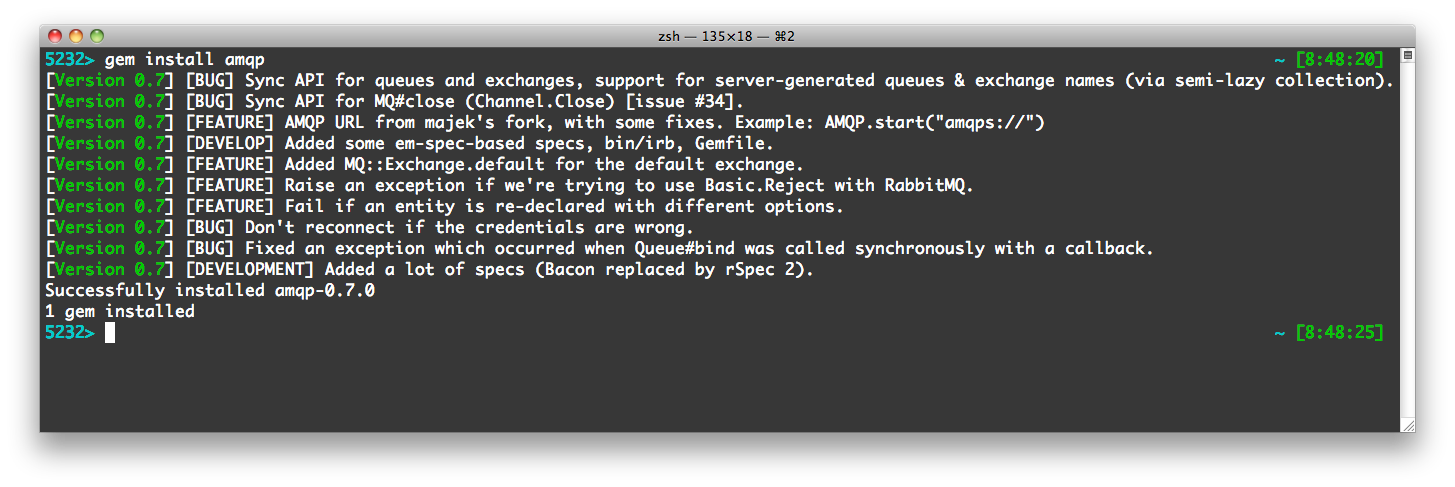 zsh — 135×18 — ⌘2
5232> gem install amqp ~ [8:48:20]
[Version 0.7] [BUG] Sync API for queues and exchanges, support for server-generated queues & exchange names (via semi-lazy collection).
[Version 0.7] [BUG] Sync API for MQ#close (Channel.Close) [issue #34].
[Version 0.7] [FEATURE] AMQP URL from majek's fork, with some fixes. Example: AMQP.start("amqps://")
[Version 0.7] [DEVELOP] Added some em-spec-based specs, bin/irb, Gemfile.
[Version 0.7] [FEATURE] Added MQ::Exchange.default for the default exchange.
[Version 0.7] [FEATURE] Raise an exception if we're trying to use Basic.Reject with RabbitMQ.
[Version 0.7] [FEATURE] Fail if an entity is re-declared with different options.
[Version 0.7] [BUG] Don't reconnect if the credentials are wrong.
[Version 0.7] [BUG] Fixed an exception which occurred when Queue#bind was called synchronously with a callback.
[Version 0.7] [DEVELOPMENT] Added a lot of specs (Bacon replaced by rSpec 2).
Successfully installed amqp-0.7.0
1 gem installed
5232> ~ [8:48:25]